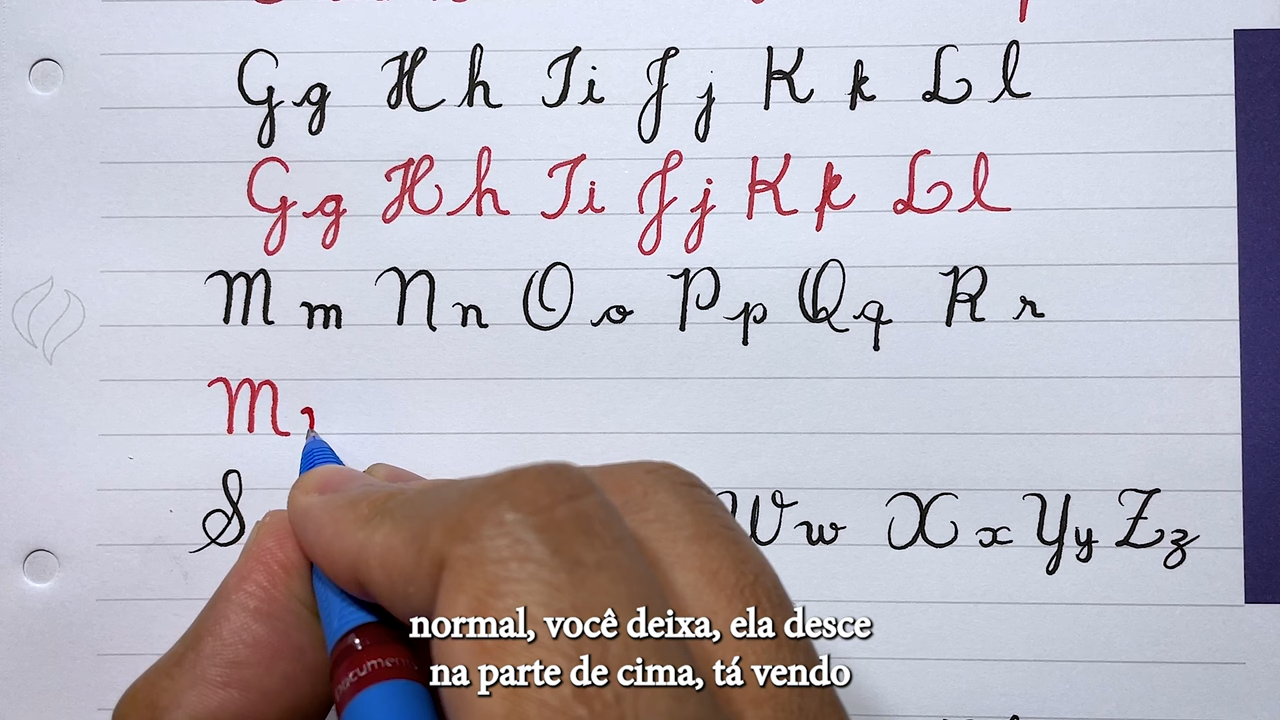 Gg Hh Ii Jj Kk Ll
Gg Hh Ii Jj Kk Ll
Mm Nn Oo Pp Qq Rr
M
S Ww Xx Yy Zz
normal, você deixa, ela desce
na parte de cima, tá vendo